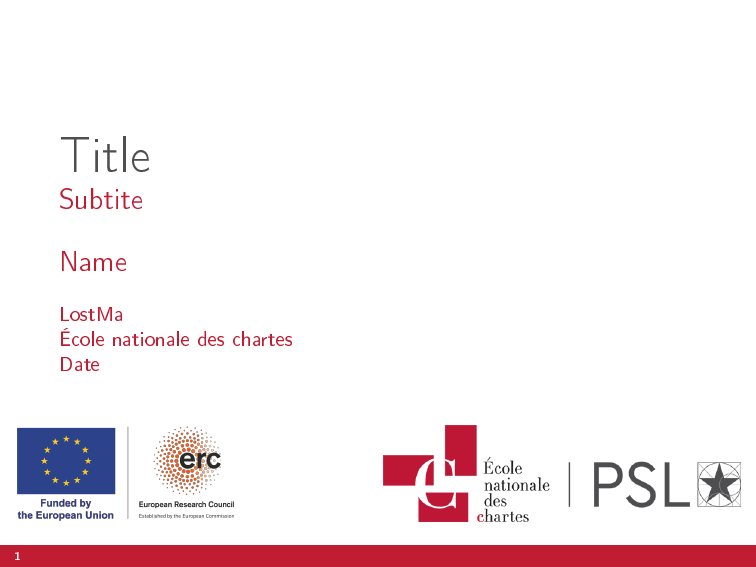 Title
Subtite
Name
LostMa
École nationale des chartes
Date
Funded by
the European Union
erc
European Research Council
Established by the European Commission
C
École
nationale
des
chartes
PSL
1